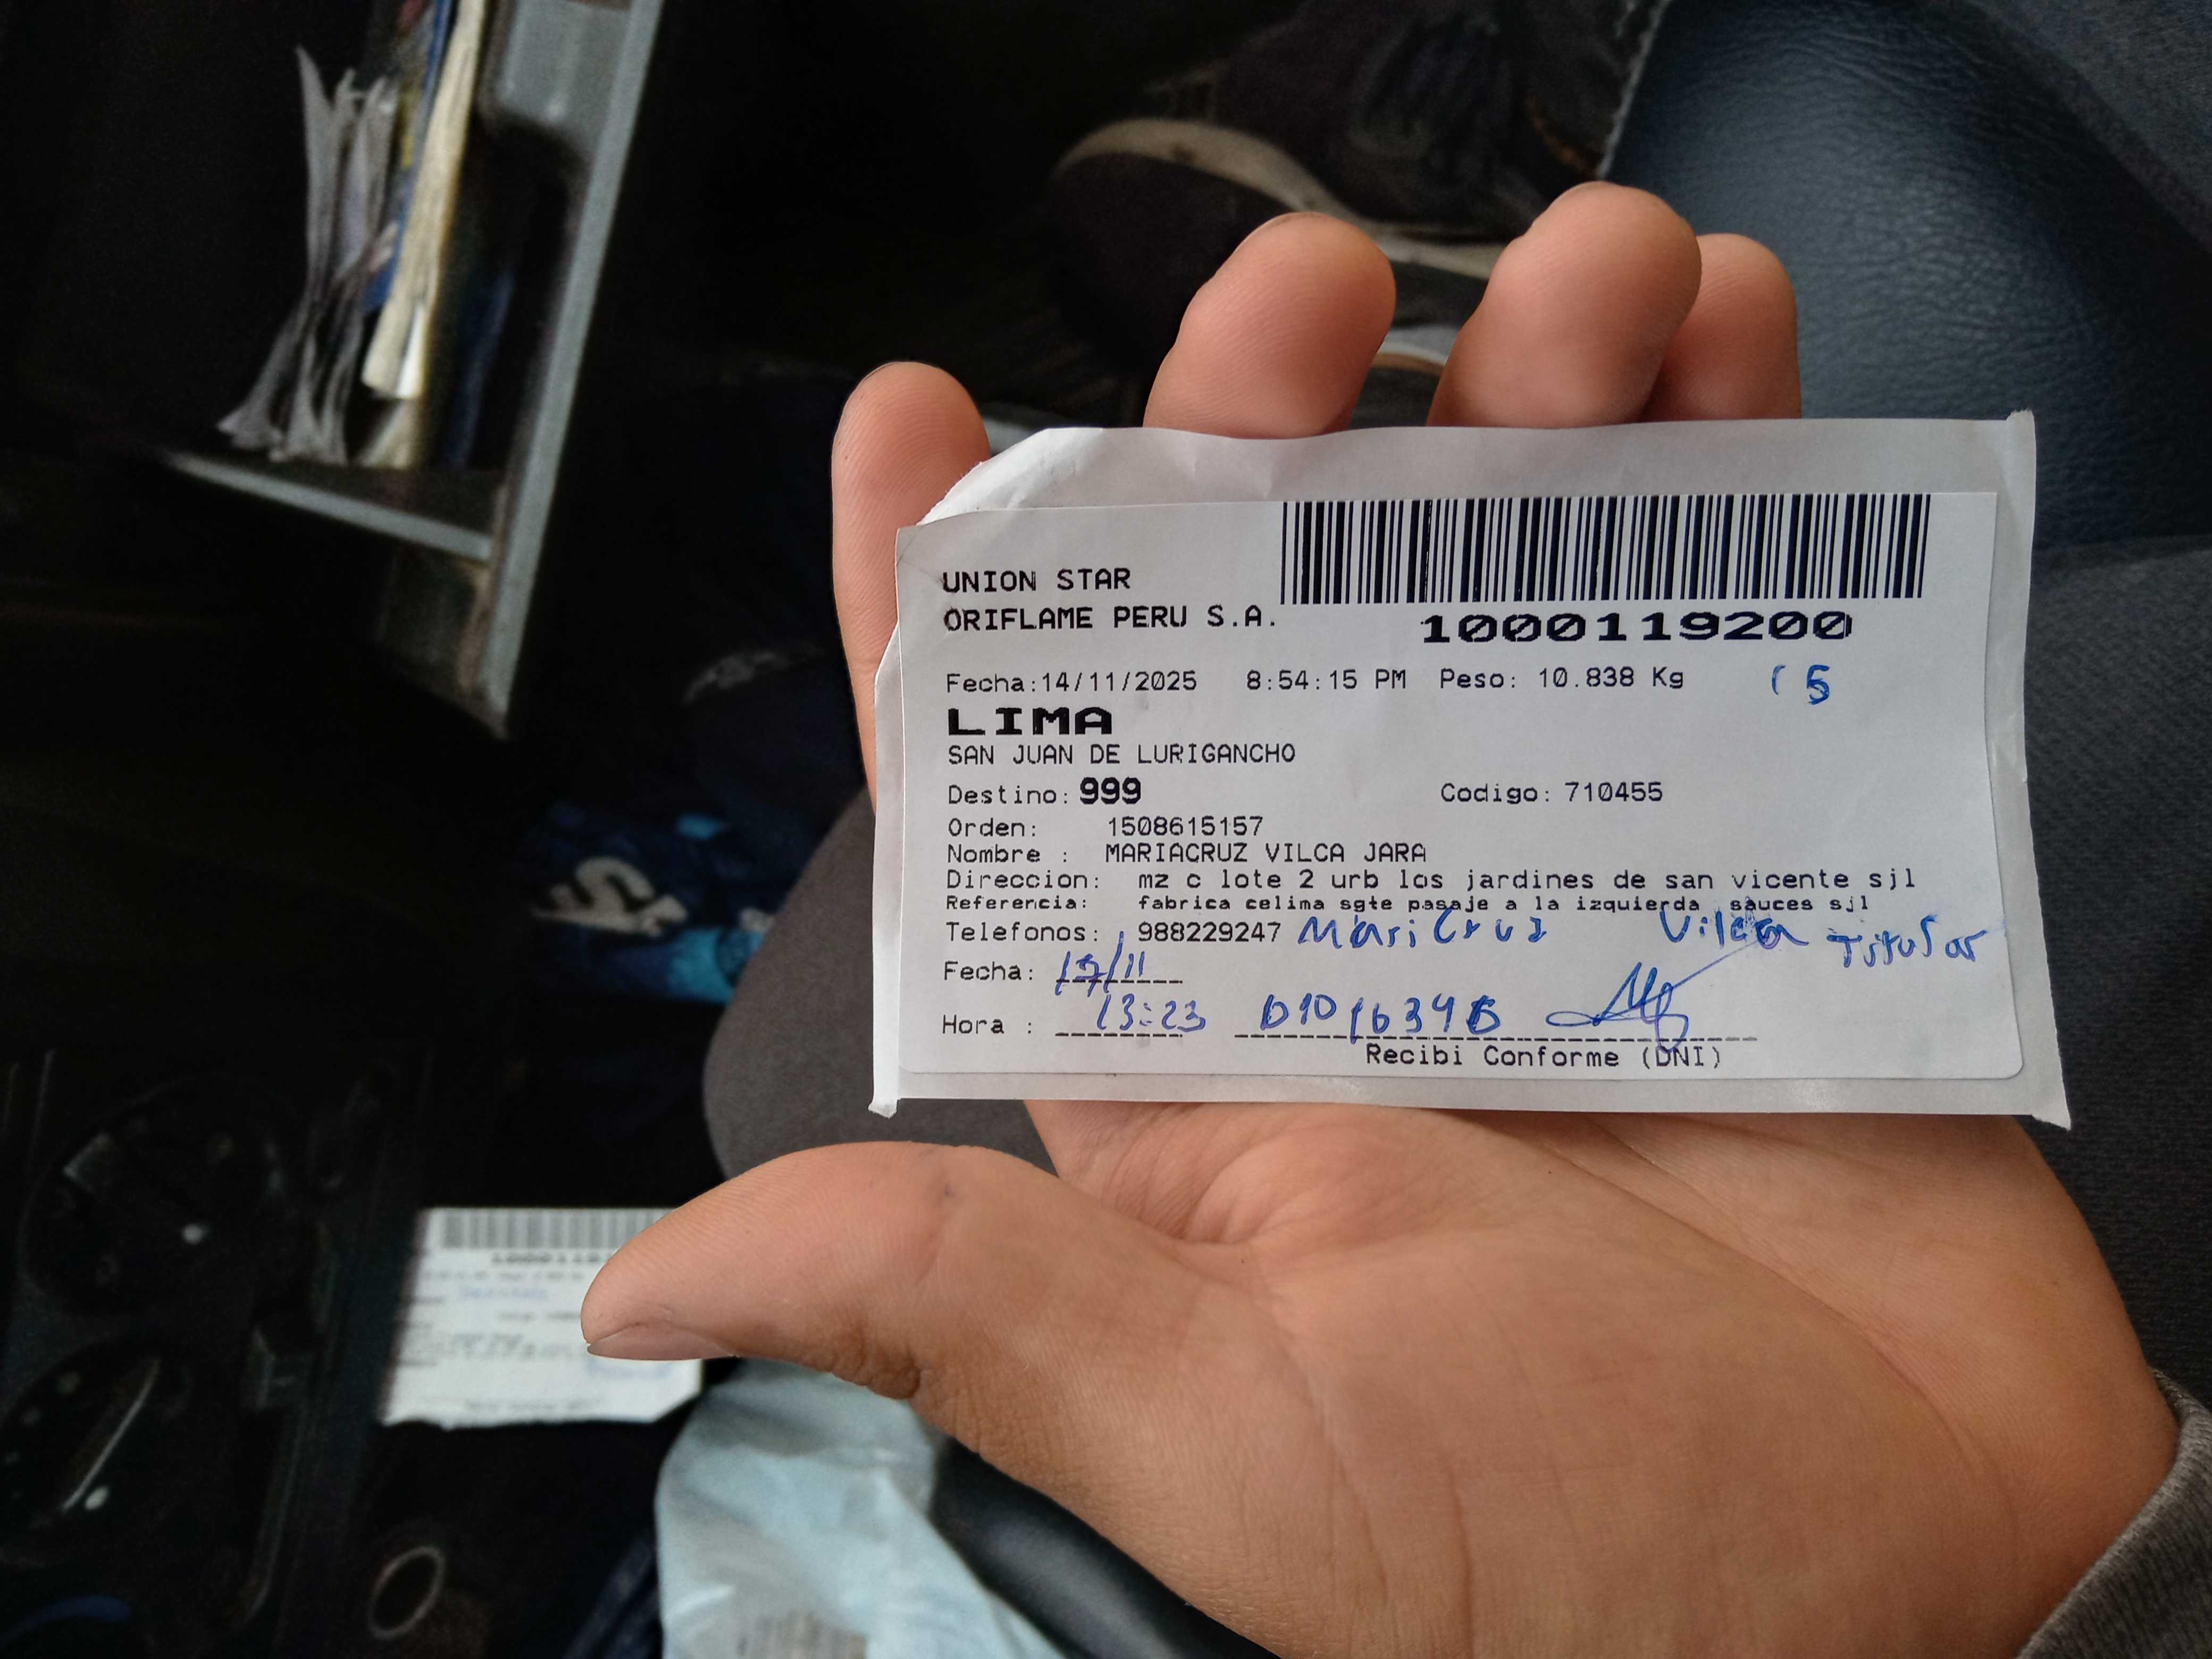 UNION STAR
ORIFLAME PERU S.A.
1000119200
Fecha:14/11/2025 8:54:15 PM Peso: 10.838 Kg (5
LIMA
SAN JUAN DE LURIGANCHO
Destino: 999 Codigo: 710455
Orden: 1508615157
Nombre : MARIACRUZ VILCA JARA
Direccion: mz c lote 2 urb los jardines de san vicente sjl
Referencia: fabrica celima sgte pasaje a la izquierda sauces sjl
Telefonos: 988229247 MariCruz Vilca Titular
Fecha:
Hora : 13:23
Recibi Conforme (DNI)